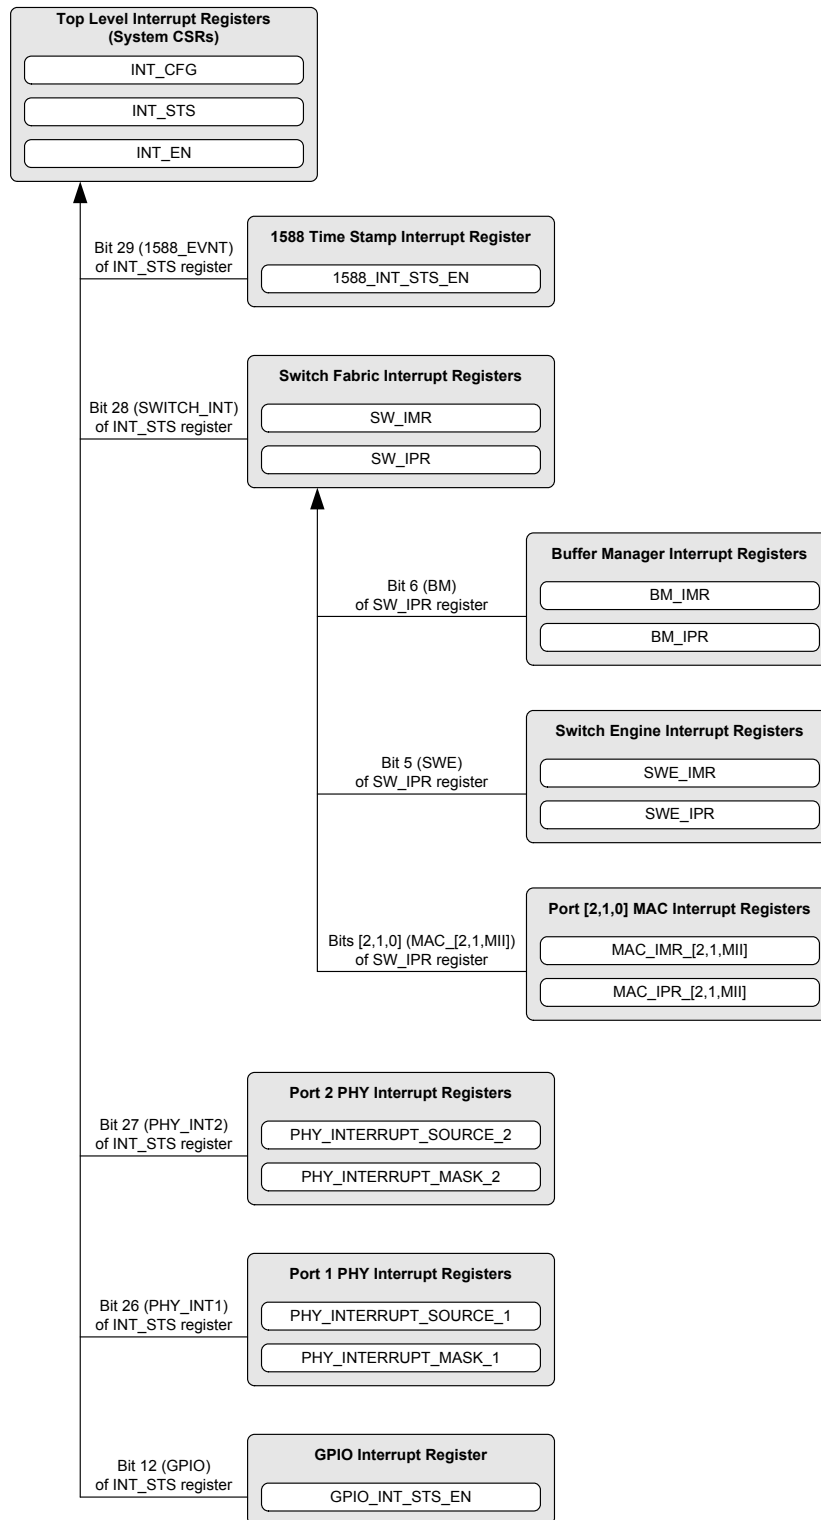 Top Level Interrupt Registers
(System CSRs)
INT_CFG
INT_STS
INT_EN
Bit 29 (1588_EVNT)
of INT_STS register
1588 Time Stamp Interrupt Register
1588_INT_STS_EN
Bit 28 (SWITCH_INT)
of INT_STS register
Switch Fabric Interrupt Registers
SW_IMR
SW_IPR
Bit 6 (BM)
of SW_IPR register
Buffer Manager Interrupt Registers
BM_IMR
BM_IPR
Bit 5 (SWE)
of SW_IPR register
Switch Engine Interrupt Registers
SWE_IMR
SWE_IPR
Bits [2,1,0] (MAC_[2,1,MII])
of SW_IPR register
Port [2,1,0] MAC Interrupt Registers
MAC_IMR_[2,1,MII]
MAC_IPR_[2,1,MII]
Bit 27 (PHY_INT2)
of INT_STS register
Port 2 PHY Interrupt Registers
PHY_INTERRUPT_SOURCE_2
PHY_INTERRUPT_MASK_2
Bit 26 (PHY_INT1)
of INT_STS register
Port 1 PHY Interrupt Registers
PHY_INTERRUPT_SOURCE_1
PHY_INTERRUPT_MASK_1
Bit 12 (GPIO)
of INT_STS register
GPIO Interrupt Register
GPIO_INT_STS_EN